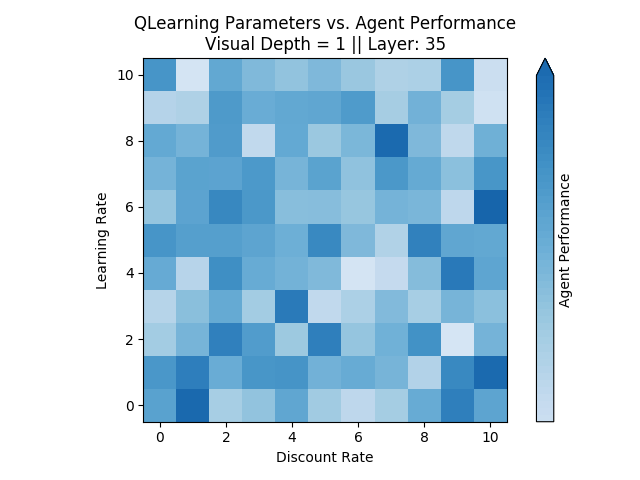 QLearning Parameters vs. Agent Performance
Visual Depth = 1 || Layer: 35
10
8
6
4
2
0
Learning Rate
0 2 4 6 8 10
Discount Rate
Agent Performance